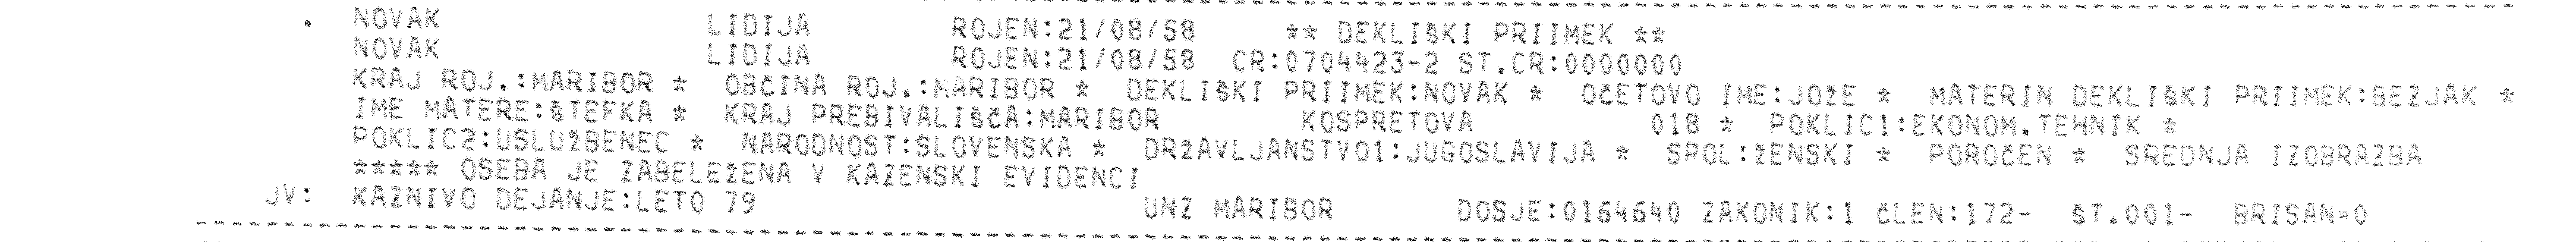 . NOVAK LIDIJA ROJEN:21/08/58 ** DEKLIŠKI PRIIMEK **
NOVAK LIDIJA ROJEN:21/08/58 CR:0704423-2 ST.CR:0000000
KRAJ ROJ.:MARIBOR * OBČINA ROJ.:MARIBOR * DEKLIŠKI PRIIMEK:NOVAK * OČETOVO IME:JOŽE * MATERIN DEKLIŠKI PRIIMEK:BEZJAK *
IME MATERE:ŠTEFKA * KRAJ PREBIVALIŠČA:MARIBOR KOSPRETOVA 018 * POKLIC1:EKONOM.TEHNIK *
POKLIC2:USLUŽBENEC * NARODNOST:SLOVENSKA * DRŽAVLJANSTVO1:JUGOSLAVIJA * SPOL:ŽENSKI * POROČEN * SREDNJA IZOBRAZBA
***** OSEBA JE ZABELEŽENA V KAZENSKI EVIDENCI
JV: KAZNIVO DEJANJE:LETO 79 UNZ MARIBOR DOSJE:0164640 ZAKONIK:1 ČLEN:172- ŠT.001- BRISAN=0